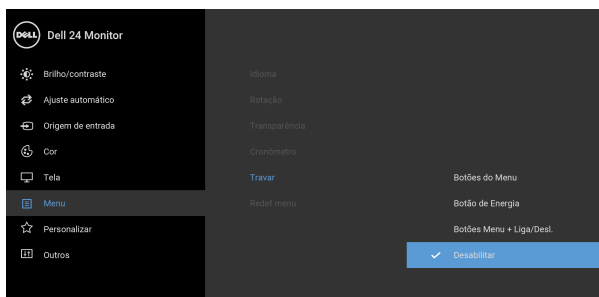 DELL Dell 24 Monitor
Brilho/contraste
Idioma
Ajuste automático
Rotação
Origem de entrada
Transparência
Cor
Cronómetro
Tela
Travar
Botões do Menu
Menu
Redef menu
Botão de Energia
Personalizar
Botões Menu + Liga/Desl.
Outros
Desabilitar